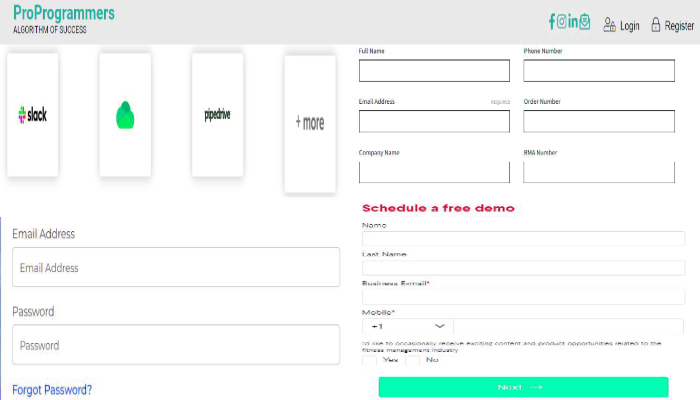 ProProgrammers
ALGORITHM OF SUCCESS
Login
Register
slack
pipedrive
+ more
Full Name
Phone Number
Email Address
REQUIRED
Order Number
Company Name
RMA Number
Email Address
Email Address
Password
Password
Forgot Password?
Schedule a free demo
Name
Last Name
Business E-mail*
Mobile*
+1
I'd like to occasionally receive exciting content and product opportunities related to the
fitness management industry
Yes No
Next →